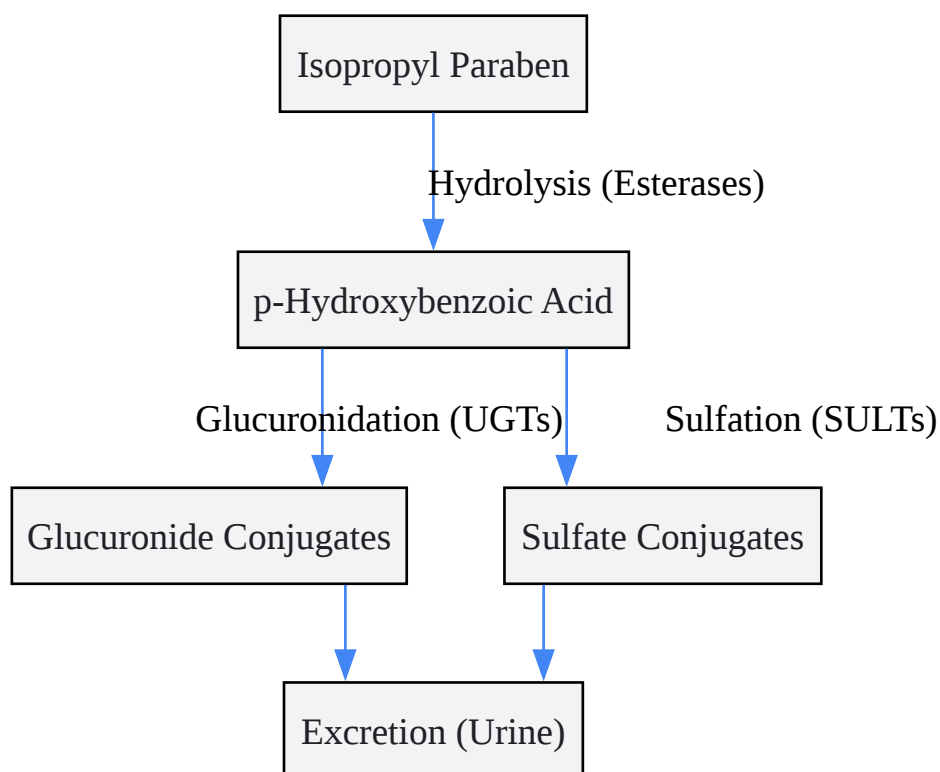 Isopropyl Paraben
Hydrolysis (Esterases)
p-Hydroxybenzoic Acid
Glucuronidation (UGTs)
Sulfation (SULTs)
Glucuronide Conjugates
Sulfate Conjugates
Excretion (Urine)